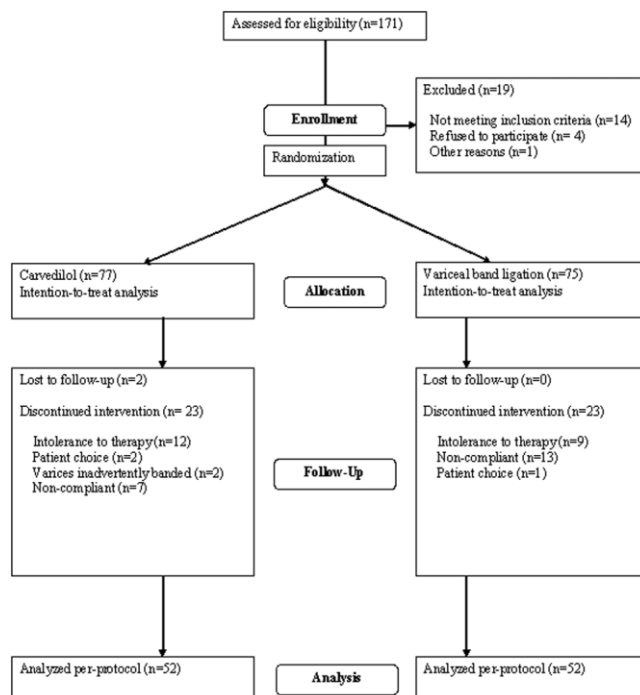 Assessed for eligibility (n=171)
Excluded (n=19)
Not meeting inclusion criteria (n=14)
Refused to participate (n= 4)
Other reasons (n=1)
Enrollment
Randomization
Carvedilol (n=77)
Intention-to-treat analysis
Allocation
Variceal band ligation (n=75)
Intention-to-treat analysis
Lost to follow-up (n=2)
Discontinued intervention (n= 23)
Intolerance to therapy(n=12)
Patient choice (n=2)
Varices inadvertently banded (n=2)
Non-compliant (n=7)
Follow-Up
Lost to follow-up (n=0)
Discontinued intervention (n=23)
Intolerance to therapy (n=9)
Non-compliant (n=13)
Patient choice (n=1)
Analyzed per-protocol (n=52)
Analysis
Analyzed per-protocol (n=52)